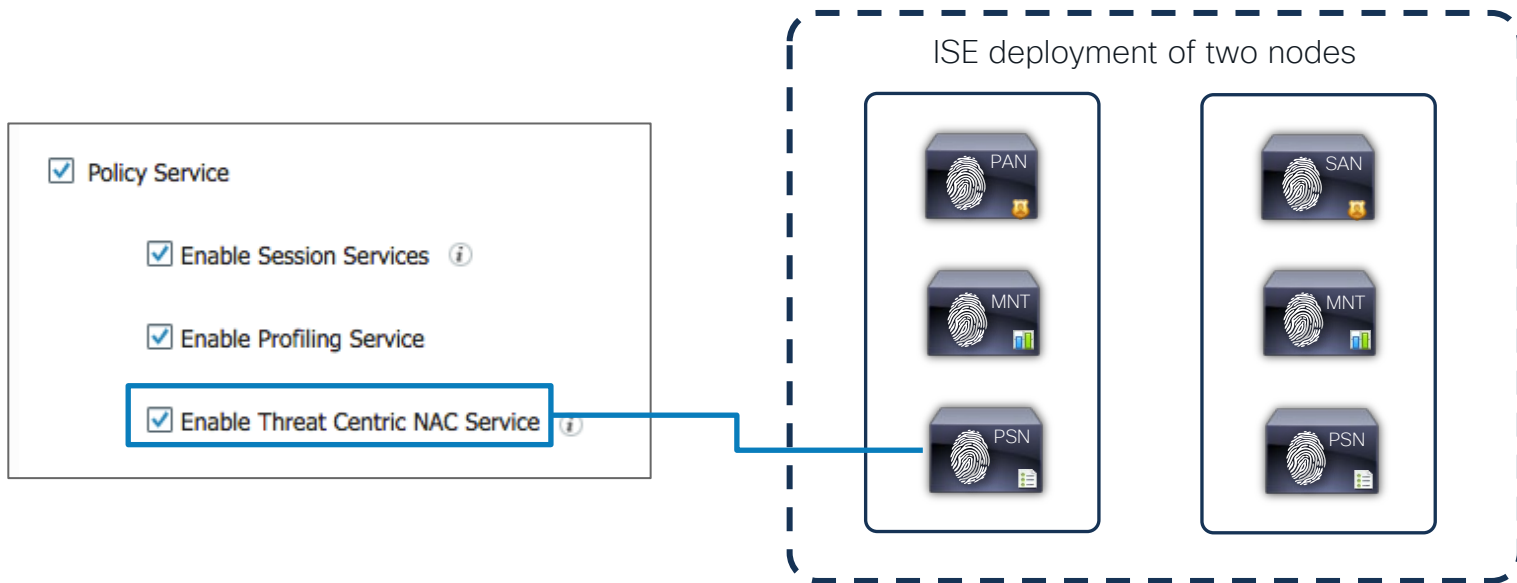 ISE deployment of two nodes
Policy Service
Enable Session Services i
Enable Profiling Service
Enable Threat Centric NAC Service i
PAN
SAN
MNT
MNT
PSN
PSN